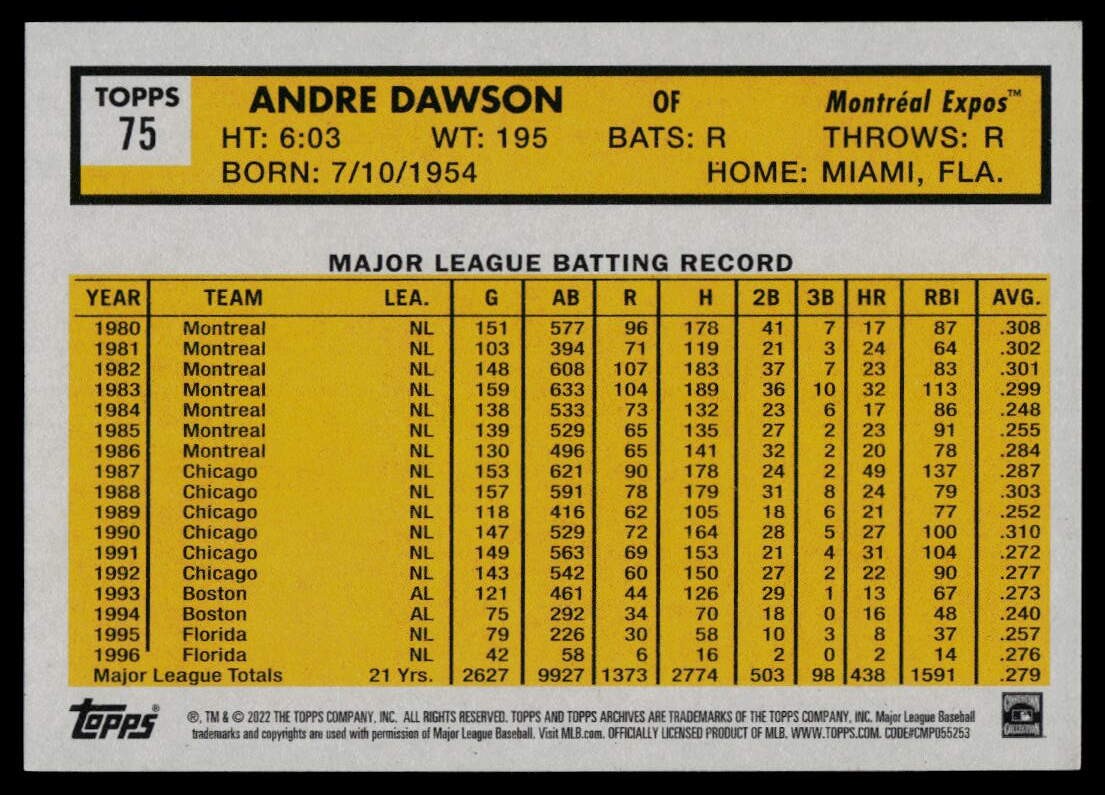 TOPPS ANDRE DAWSON OF Montréal Expos™
75 HT: 6:03 WT: 195 BATS: R THROWS: R
BORN: 7/10/1954 HOME: MIAMI, FLA.
MAJOR LEAGUE BATTING RECORD
YEAR TEAM LEA. G AB R H 2B 3B HR RBI AVG.
1980 Montreal NL 151 577 96 178 41 7 17 87 .308
1981 Montreal NL 103 394 71 119 21 3 24 64 .302
1982 Montreal NL 148 608 107 183 37 7 23 83 .301
1983 Montreal NL 159 633 104 189 36 10 32 113 .299
1984 Montreal NL 138 533 73 132 23 6 17 86 .248
1985 Montreal NL 139 529 65 135 27 2 23 91 .255
1986 Montreal NL 130 496 65 141 32 2 20 78 .284
1987 Chicago NL 153 621 90 178 24 2 49 137 .287
1988 Chicago NL 157 591 78 179 31 8 24 79 .303
1989 Chicago NL 118 416 62 105 18 6 21 77 .252
1990 Chicago NL 147 529 72 164 28 5 27 100 .310
1991 Chicago NL 149 563 69 153 21 4 31 104 .272
1992 Chicago NL 143 542 60 150 27 2 22 90 .277
1993 Boston AL 121 461 44 126 29 1 13 67 .273
1994 Boston AL 75 292 34 70 18 0 16 48 .240
1995 Florida NL 79 226 30 58 10 3 8 37 .257
1996 Florida NL 42 58 6 16 2 0 2 14 .276
Major League Totals 21 Yrs. 2627 9927 1373 2774 503 98 438 1591 .279
topps® ®, TM & © 2022 THE TOPPS COMPANY, INC. ALL RIGHTS RESERVED. TOPPS AND TOPPS ARCHIVES ARE TRADEMARKS OF THE TOPPS COMPANY, INC. Major League Baseball
trademarks and copyrights are used with permission of Major League Baseball. Visit MLB.com. OFFICIALLY LICENSED PRODUCT OF MLB. WWW.TOPPS.COM. CODE#CMP055253
COOPERSTOWN
COLLECTION